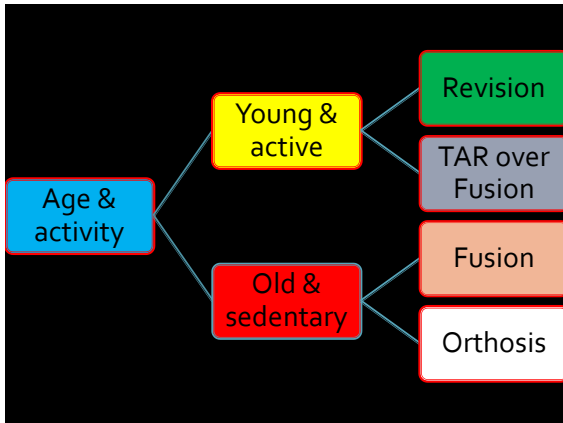 Age &
activity
Young &
active
Old &
sedentary
Revision
TAR over
Fusion
Fusion
Orthosis